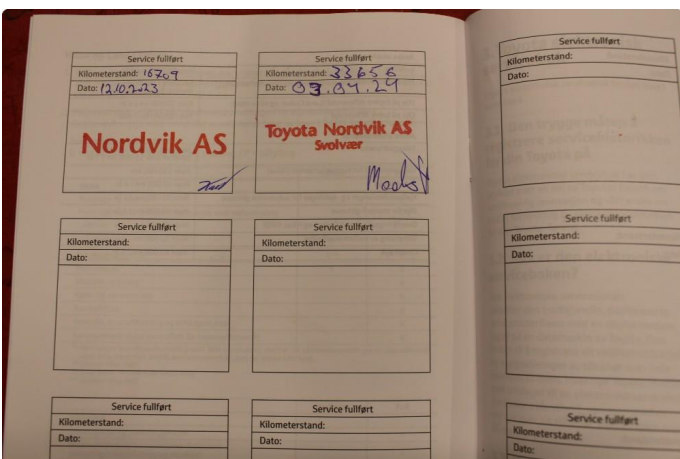 Service fullført
Kilometerstand: 16709
Dato: 12.10.2023
Nordvik AS
Service fullført
Kilometerstand: 33656
Dato: 03.04.24
Toyota Nordvik AS
Svolvær
Service fullført
Kilometerstand:
Dato:
Service fullført
Kilometerstand:
Dato:
Service fullført
Kilometerstand:
Dato:
Service fullført
Kilometerstand:
Dato:
Service fullført
Kilometerstand:
Dato:
Service fullført
Kilometerstand:
Dato:
Service fullført
Kilometerstand:
Dato: